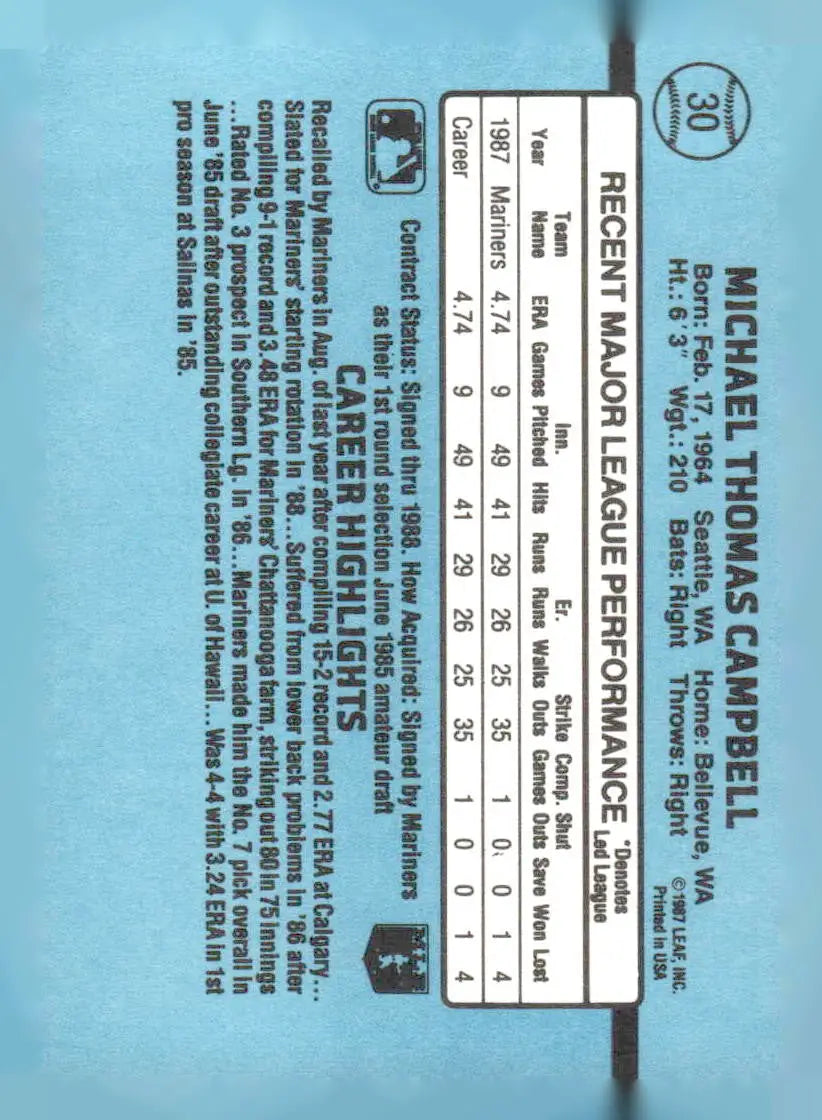 30
MICHAEL THOMAS CAMPBELL
Born: Feb. 17, 1964 Seattle, WA Home: Bellevue, WA
Ht.: 6'3" Wgt.: 210 Bats: Right Throws: Right
©1987 LEAF, INC.
Printed in USA
RECENT MAJOR LEAGUE PERFORMANCE *Denotes
Led League
Team Inn. Er. Strike Comp. Shut
Year Name ERA Games Pitched Hits Runs Runs Walks Outs Games Outs Save Won Lost
1987 Mariners 4.74 9 49 41 29 26 25 35 1 0 0 1 4
Career 4.74 9 49 41 29 26 25 35 1 0 0 1 4
Contract Status: Signed thru 1988. How Acquired: Signed by Mariners
as their 1st round selection June 1985 amateur draft
CAREER HIGHLIGHTS
Recalled by Mariners in Aug. of last year after compiling 15-2 record and 2.77 ERA at Calgary...
Slated for Mariners' starting rotation in '88...Suffered from lower back problems in '86 after
compiling 9-1 record and 3.48 ERA for Mariners' Chattanooga farm, striking out 80 in 75 innings
...Rated No. 3 prospect in Southern Lg. in '86...Mariners made him the No. 7 pick overall in
June '85 draft after outstanding collegiate career at U. of Hawaii... Was 4-4 with 3.24 ERA in 1st
pro season at Salinas in '85.